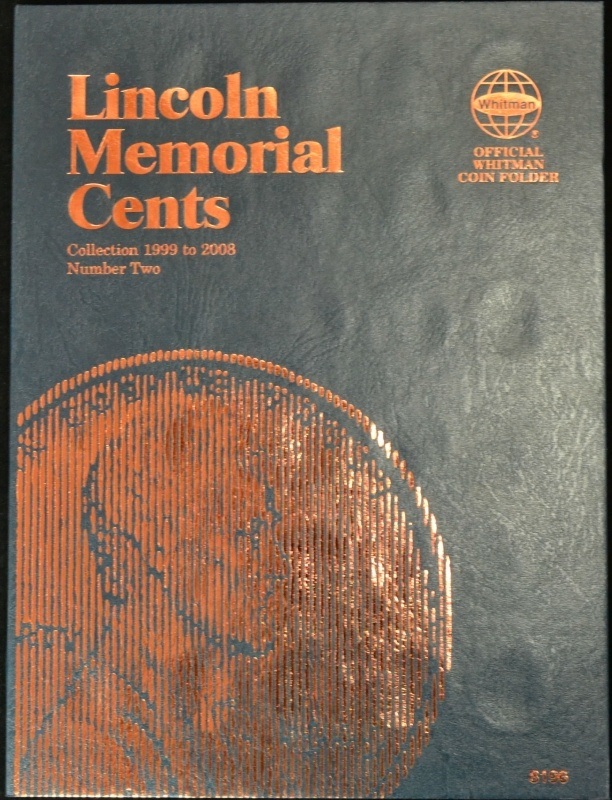 Lincoln
Memorial
Cents
Collection 1999 to 2008
Number Two
Whitman
®
OFFICIAL
WHITMAN
COIN FOLDER